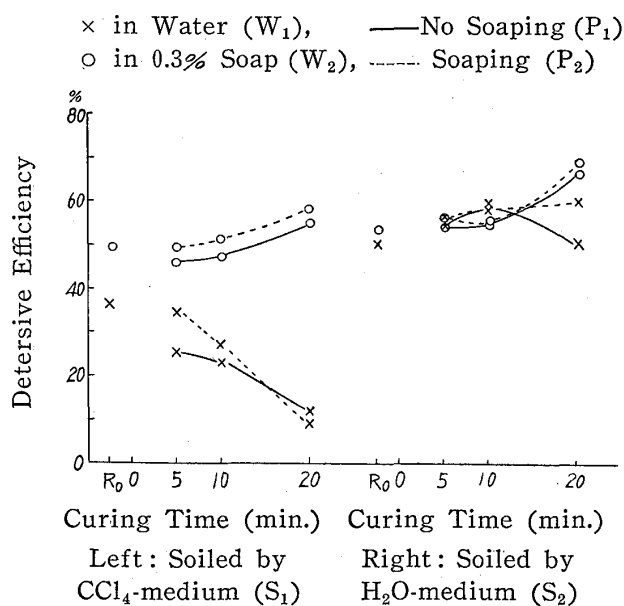 × in Water (W₁), ——No Soaping (P₁)
○ in 0.3% Soap (W₂), ------ Soaping (P₂)
%
80
60
40
20
0
Detersive Efficiency
R₀ 0 5 10 20 R₀ 0 5 10 20
Curing Time (min.) Curing Time (min.)
Left : Soiled by Right : Soiled by
CCl₄-medium (S₁) H₂O-medium (S₂)